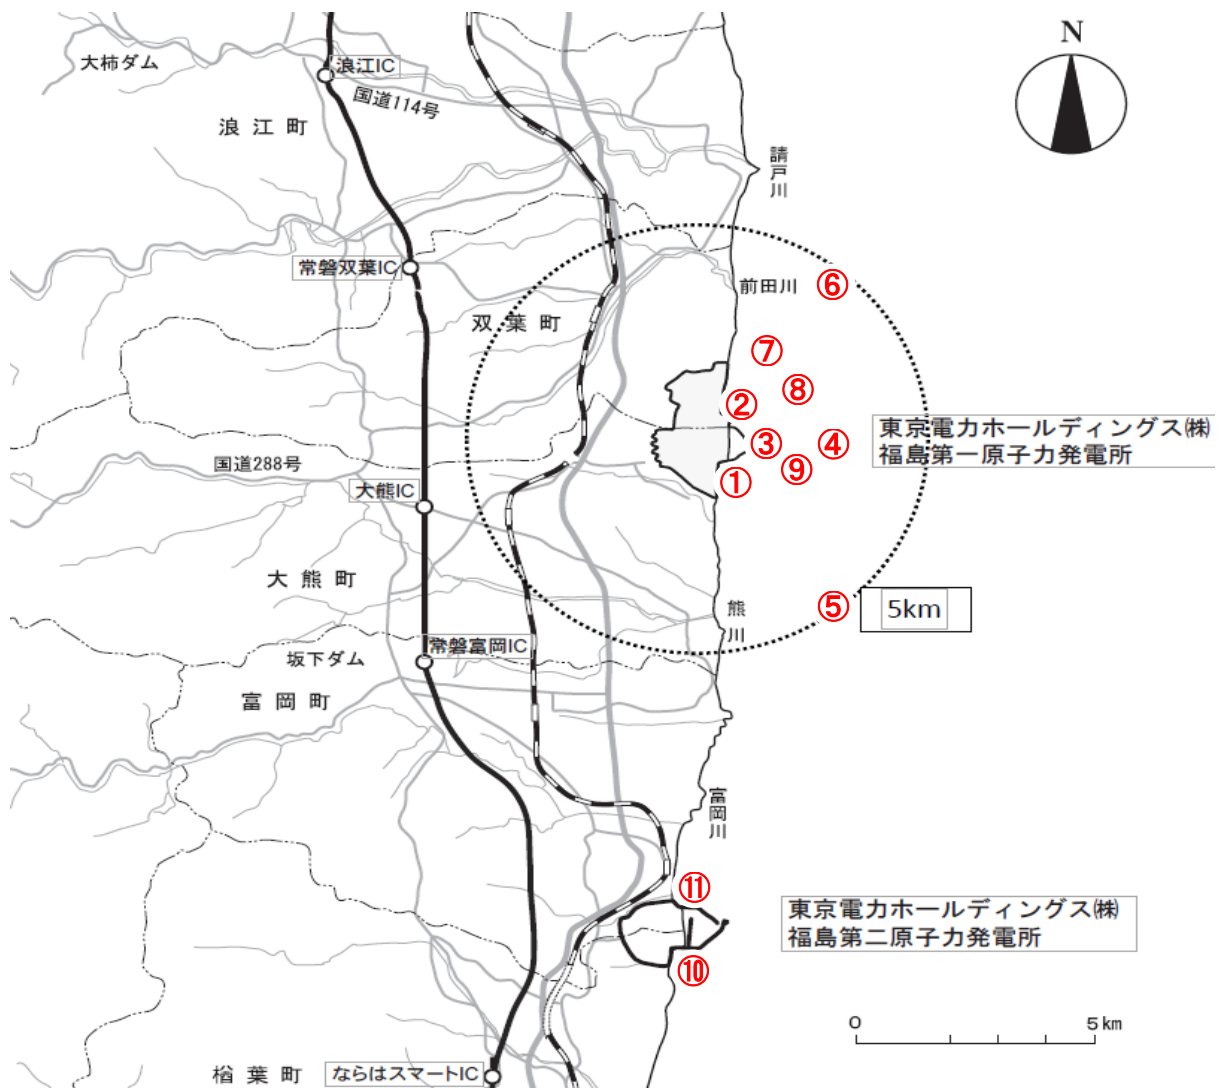 N
大柿ダム
浪江IC
国道114号
浪江町
請戸川
常磐双葉IC
前田川
⑥
双葉町
⑦
⑧
②
③
④
東京電力ホールディングス㈱
福島第一原子力発電所
国道288号
⑨
①
大熊IC
大熊町
熊川
⑤
5km
常磐富岡IC
坂下ダム
富岡町
富岡川
⑪
東京電力ホールディングス㈱
福島第二原子力発電所
⑩
0
5㎞
楢葉町
ならはスマートIC